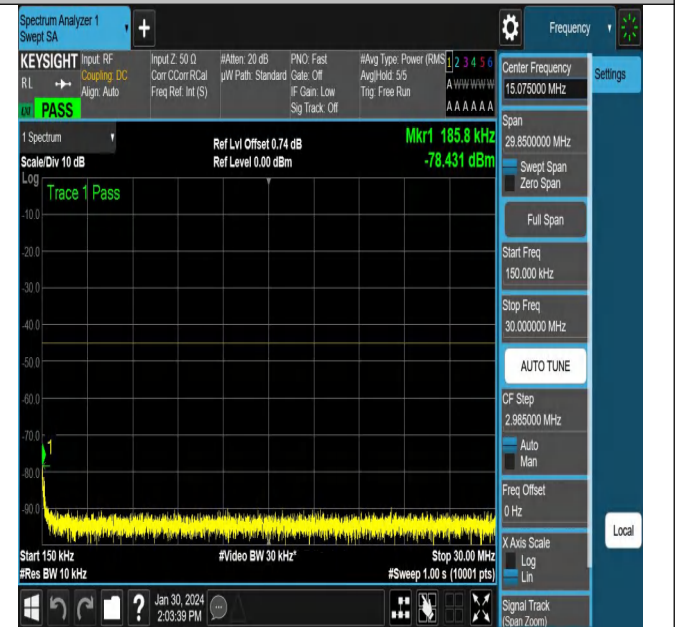 Spectrum Analyzer 1
Swept SA
+
Frequency
KEYSIGHT
RL
Input: RF
Coupling: DC
Align: Auto
Input Z: 50 Ω
Corr CCorr RCal
Freq Ref: Int (S)
#Atten: 20 dB
µW Path: Standard
PNO: Fast
Gate: Off
IF Gain: Low
Sig Track: Off
#Avg Type: Power (RMS
Avg|Hold: 5/5
Trig: Free Run
1 2 3 4 5 6
A W W W W W
A A A A A A
PASS
1 Spectrum
Scale/Div 10 dB
Log
Ref Lvl Offset 0.74 dB
Ref Level 0.00 dBm
Mkr1 185.8 kHz
-78.431 dBm
Trace 1 Pass
-10.0
-20.0
-30.0
-40.0
-50.0
-60.0
-70.0
1
-80.0
-90.0
Start 150 kHz
#Res BW 10 kHz
#Video BW 30 kHz*
Stop 30.00 MHz
#Sweep 1.00 s (10001 pts)
Jan 30, 2024
2:03:39 PM
?
Settings
Center Frequency
15.075000 MHz
Span
29.8500000 MHz
Swept Span
Zero Span
Full Span
Start Freq
150.000 kHz
Stop Freq
30.000000 MHz
AUTO TUNE
CF Step
2.985000 MHz
Auto
Man
Freq Offset
0 Hz
X Axis Scale
Log
Lin
Signal Track
(Span Zoom)
Local